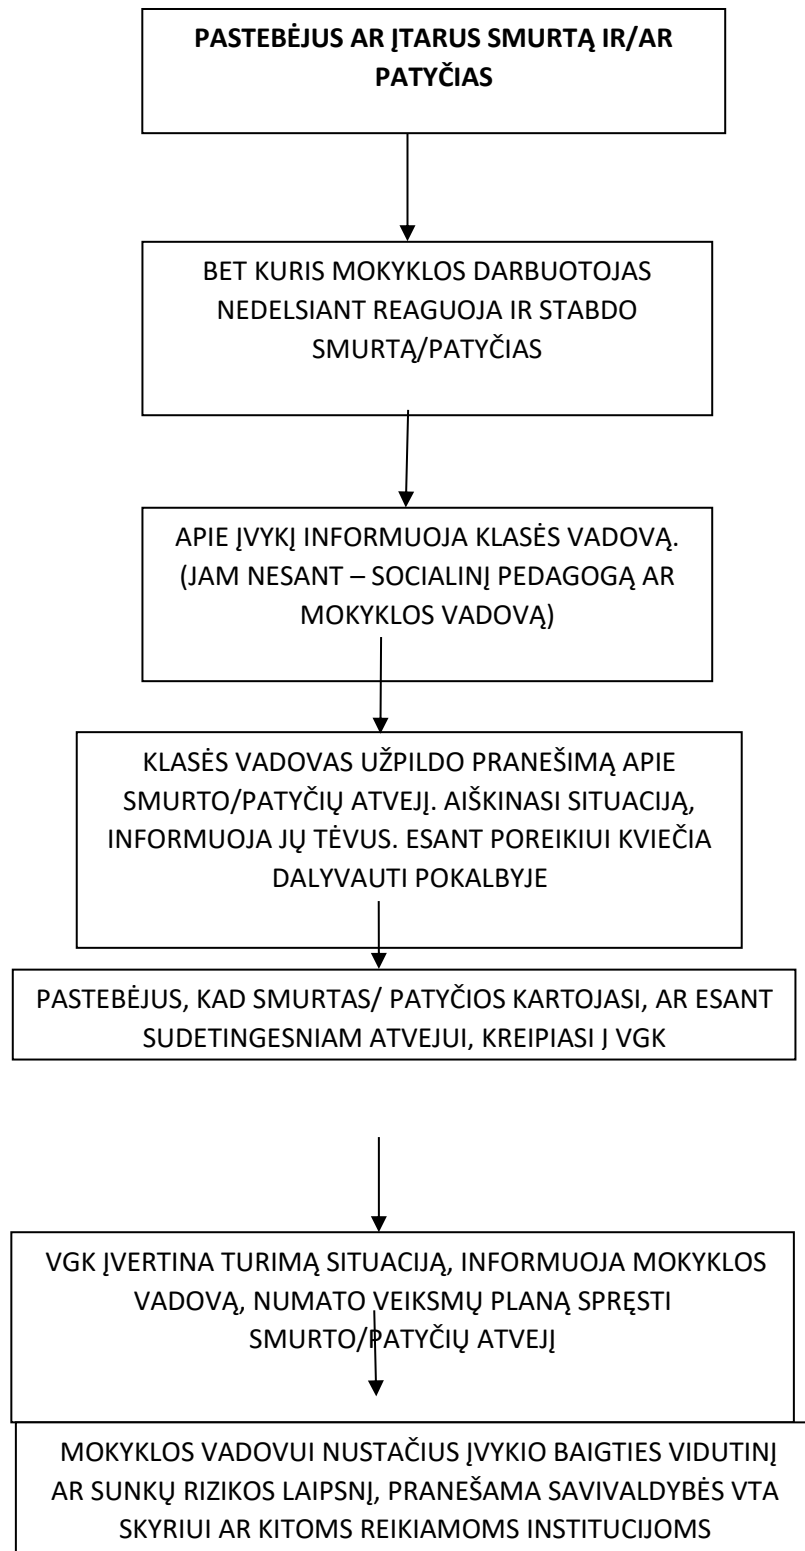 PASTEBĖJUS AR ĮTARUS SMURTĄ IR/AR
PATYČIAS
BET KURIS MOKYKLOS DARBUOTOJAS
NEDELSIANT REAGUOJA IR STABDO
SMURTĄ/PATYČIAS
APIE ĮVYKĮ INFORMUOJA KLASĖS VADOVĄ.
(JAM NESANT – SOCIALINĮ PEDAGOGĄ AR
MOKYKLOS VADOVĄ)
KLASĖS VADOVAS UŽPILDO PRANEŠIMĄ APIE
SMURTO/PATYČIŲ ATVEJĮ. AIŠKINASI SITUACIJĄ,
INFORMUOJA JŲ TĖVUS. ESANT POREIKIUI KVIEČIA
DALYVAUTI POKALBYJE
PASTEBĖJUS, KAD SMURTAS/ PATYČIOS KARTOJASI, AR ESANT
SUDETINGESNIAM ATVEJUI, KREIPIASI Į VGK
VGK ĮVERTINA TURIMĄ SITUACIJĄ, INFORMUOJA MOKYKLOS
VADOVĄ, NUMATO VEIKSMŲ PLANĄ SPRĘSTI
SMURTO/PATYČIŲ ATVEJĮ
MOKYKLOS VADOVUI NUSTAČIUS ĮVYKIO BAIGTIES VIDUTINĮ
AR SUNKŲ RIZIKOS LAIPSNĮ, PRANEŠAMA SAVIVALDYBĖS VTA
SKYRIUI AR KITOMS REIKIAMOMS INSTITUCIJOMS